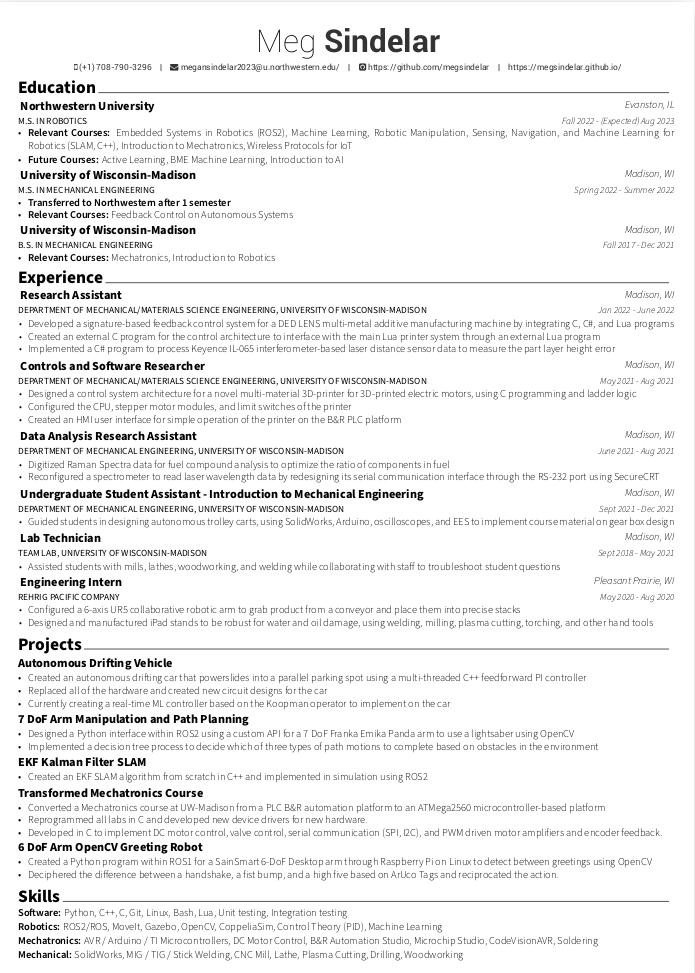 Meg Sindelar
(+1) 708-790-3296 | megansindelar2023@u.northwestern.edu/ | https://github.com/megsindelar | https://megsindelar.github.io/
Education
Northwestern University Evanston, IL
M.S. IN ROBOTICS Fall 2022 - (Expected) Aug 2023
• Relevant Courses: Embedded Systems in Robotics (ROS2), Machine Learning, Robotic Manipulation, Sensing, Navigation, and Machine Learning for
Robotics (SLAM, C++), Introduction to Mechatronics, Wireless Protocols for IoT
• Future Courses: Active Learning, BME Machine Learning, Introduction to AI
University of Wisconsin-Madison Madison, WI
M.S. IN MECHANICAL ENGINEERING Spring 2022 - Summer 2022
• Transferred to Northwestern after 1 semester
• Relevant Courses: Feedback Control on Autonomous Systems
University of Wisconsin-Madison Madison, WI
B.S. IN MECHANICAL ENGINEERING Fall 2017 - Dec 2021
• Relevant Courses: Mechatronics, Introduction to Robotics
Experience
Research Assistant Madison, WI
DEPARTMENT OF MECHANICAL/MATERIALS SCIENCE ENGINEERING, UNIVERSITY OF WISCONSIN-MADISON Jan 2022 - June 2022
• Developed a signature-based feedback control system for a DED LENS multi-metal additive manufacturing machine by integrating C, C#, and Lua programs
• Created an external C program for the control architecture to interface with the main Lua printer system through an external Lua program
• Implemented a C# program to process Keyence IL-065 interferometer-based laser distance sensor data to measure the part layer height error
Controls and Software Researcher Madison, WI
DEPARTMENT OF MECHANICAL/MATERIALS SCIENCE ENGINEERING, UNIVERSITY OF WISCONSIN-MADISON May 2021 - Aug 2021
• Designed a control system architecture for a novel multi-material 3D-printer for 3D-printed electric motors, using C programming and ladder logic
• Configured the CPU, stepper motor modules, and limit switches of the printer
• Created an HMI user interface for simple operation of the printer on the B&R PLC platform
Data Analysis Research Assistant Madison, WI
DEPARTMENT OF MECHANICAL ENGINEERING, UNIVERSITY OF WISCONSIN-MADISON June 2021 - Aug 2021
• Digitized Raman Spectra data for fuel compound analysis to optimize the ratio of components in fuel
• Reconfigured a spectrometer to read laser wavelength data by redesigning its serial communication interface through the RS-232 port using SecureCRT
Undergraduate Student Assistant - Introduction to Mechanical Engineering Madison, WI
DEPARTMENT OF MECHANICAL ENGINEERING, UNIVERSITY OF WISCONSIN-MADISON Sept 2021 - Dec 2021
• Guided students in designing autonomous trolley carts, using SolidWorks, Arduino, oscilloscopes, and EES to implement course material on gear box design
Lab Technician Madison, WI
TEAM LAB, UNIVERSITY OF WISCONSIN-MADISON Sept 2018 - May 2021
• Assisted students with mills, lathes, woodworking, and welding while collaborating with staff to troubleshoot student questions
Engineering Intern Pleasant Prairie, WI
REHRIG PACIFIC COMPANY May 2020 - Aug 2020
• Configured a 6-axis UR5 collaborative robotic arm to grab product from a conveyor and place them into precise stacks
• Designed and manufactured iPad stands to be robust for water and oil damage, using welding, milling, plasma cutting, torching, and other hand tools
Projects
Autonomous Drifting Vehicle
• Created an autonomous drifting car that powerslides into a parallel parking spot using a multi-threaded C++ feedforward PI controller
• Replaced all of the hardware and created new circuit designs for the car
• Currently creating a real-time ML controller based on the Koopman operator to implement on the car
7 DoF Arm Manipulation and Path Planning
• Designed a Python interface within ROS2 using a custom API for a 7 DoF Franka Emika Panda arm to use a lightsaber using OpenCV
• Implemented a decision tree process to decide which of three types of path motions to complete based on obstacles in the environment
EKF Kalman Filter SLAM
• Created an EKF SLAM algorithm from scratch in C++ and implemented in simulation using ROS2
Transformed Mechatronics Course
• Converted a Mechatronics course at UW-Madison from a PLC B&R automation platform to an ATMega2560 microcontroller-based platform
• Reprogrammed all labs in C and developed new device drivers for new hardware.
• Developed in C to implement DC motor control, valve control, serial communication (SPI, I2C), and PWM driven motor amplifiers and encoder feedback.
6 DoF Arm OpenCV Greeting Robot
• Created a Python program within ROS1 for a SainSmart 6-DoF Desktop arm through Raspberry Pi on Linux to detect between greetings using OpenCV
• Deciphered the difference between a handshake, a fist bump, and a high five based on ArUco Tags and reciprocated the action.
Skills
Software: Python, C++, C, Git, Linux, Bash, Lua, Unit testing, Integration testing
Robotics: ROS2/ROS, MoveIt, Gazebo, OpenCV, CoppeliaSim, Control Theory (PID), Machine Learning
Mechatronics: AVR / Arduino / TI Microcontrollers, DC Motor Control, B&R Automation Studio, Microchip Studio, CodeVisionAVR, Soldering
Mechanical: SolidWorks, MIG / TIG / Stick Welding, CNC Mill, Lathe, Plasma Cutting, Drilling, Woodworking